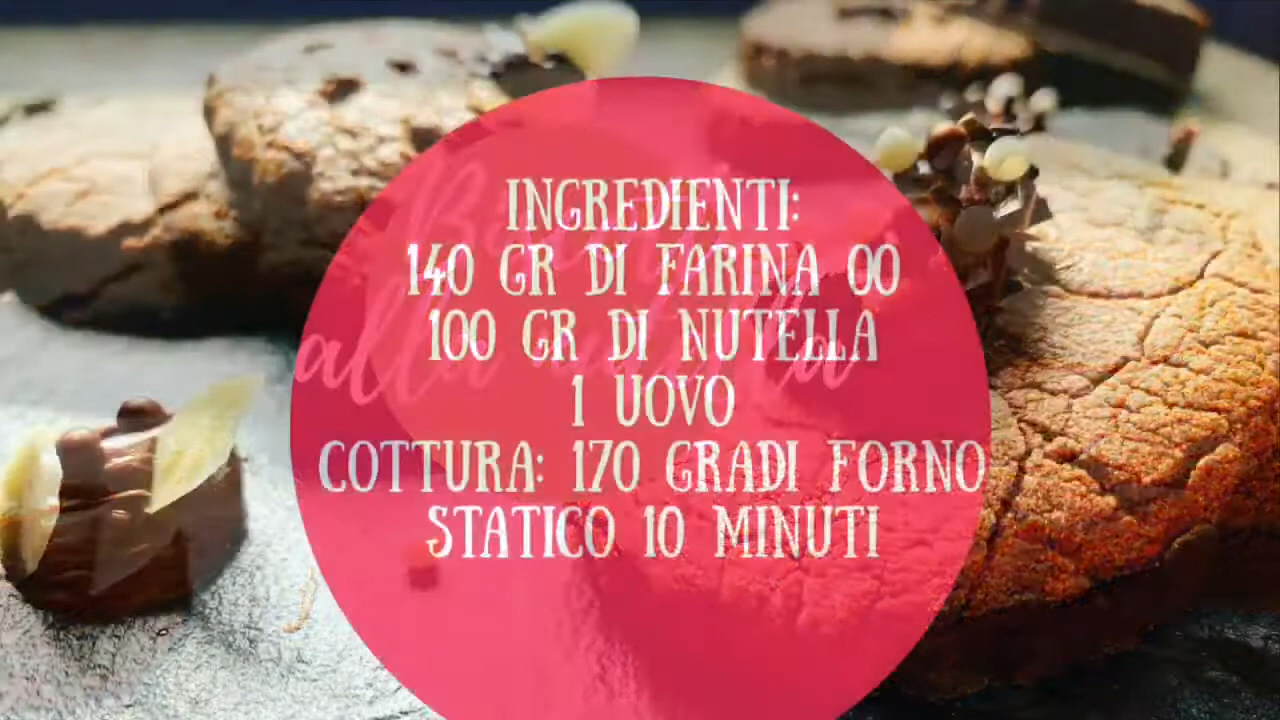 INGREDIENTI:
140 GR DI FARINA 00
100 GR DI NUTELLA
1 UOVO
COTTURA: 170 GRADI FORNO
STATICO 10 MINUTI
alla